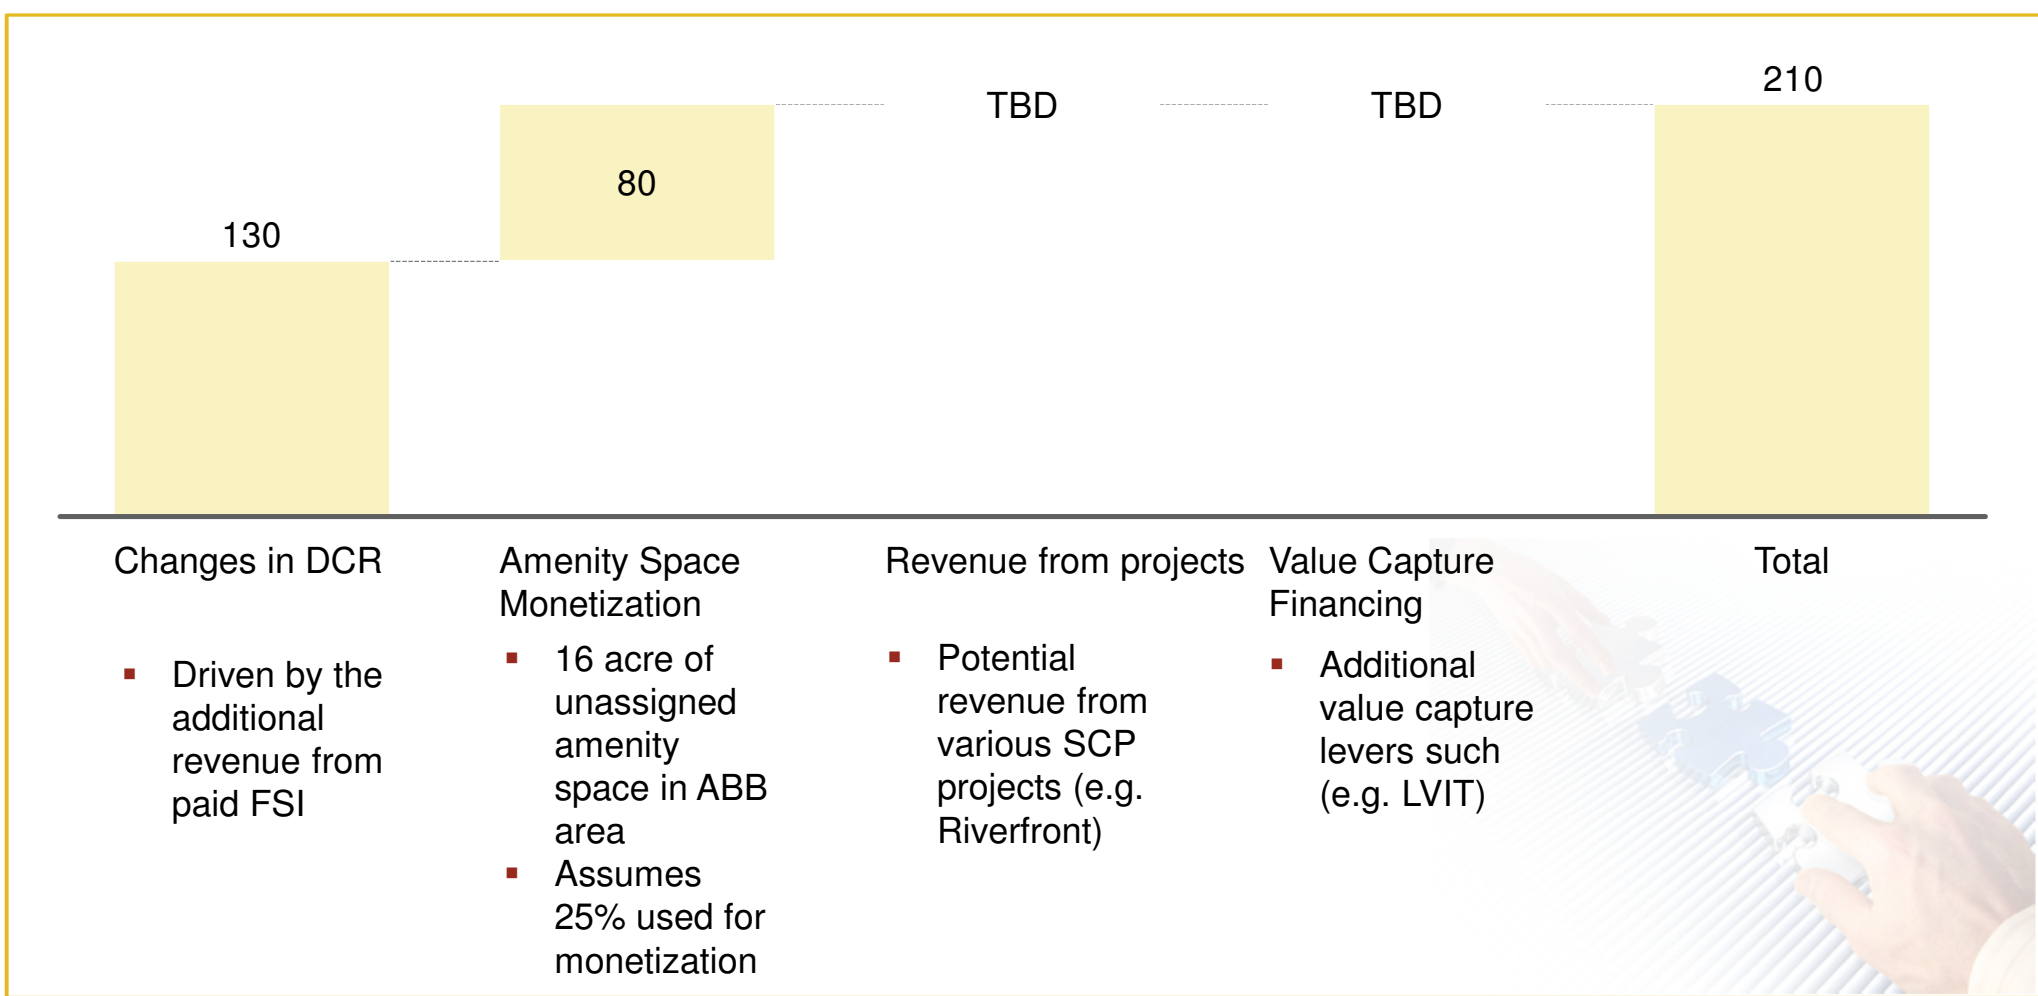 130
80
TBD
TBD
210
Changes in DCR
Driven by the
additional
revenue from
paid FSI
Amenity Space
Monetization
16 acre of
unassigned
amenity
space in ABB
area
Assumes
25% used for
monetization
Revenue from projects
Potential
revenue from
various SCP
projects (e.g.
Riverfront)
Value Capture
Financing
Additional
value capture
levers such
(e.g. LVIT)
Total